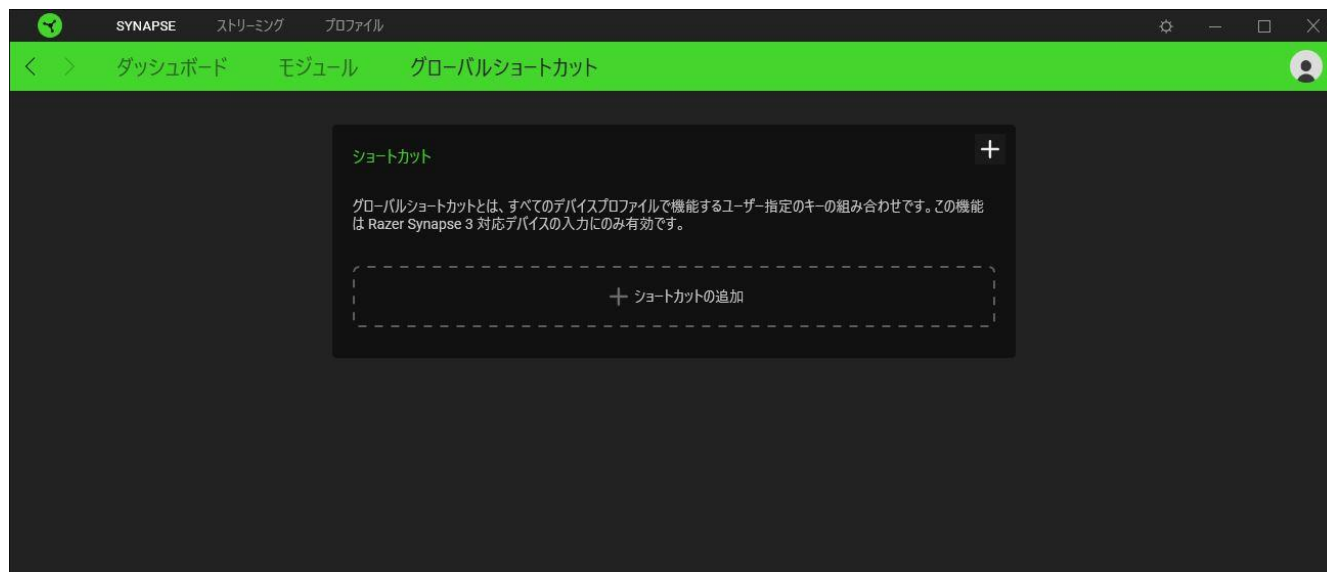 SYNAPSE ストリーミング プロファイル
ダッシュボード モジュール グローバルショートカット
ショートカット
グローバルショートカットとは、すべてのデバイスプロファイルで機能するユーザー指定のキーの組み合わせです。この機能
は Razer Synapse 3 対応デバイスの入力にのみ有効です。
ショートカットの追加